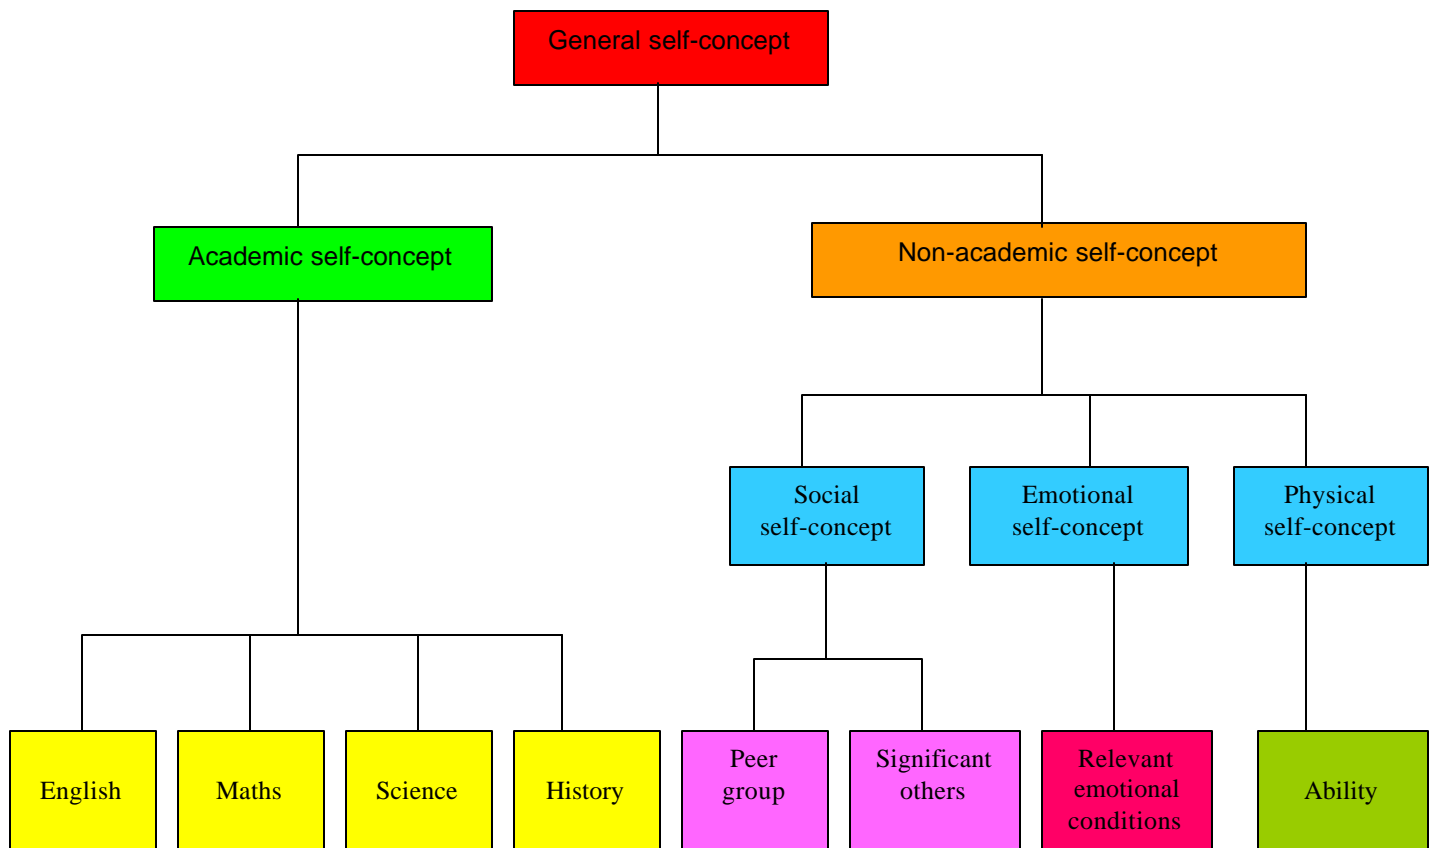 General self-concept
Academic self-concept
Non-academic self-concept
Social
self-concept
Emotional
self-concept
Physical
self-concept
English
Maths
Science
History
Peer
group
Significant
others
Relevant
emotional
conditions
Ability